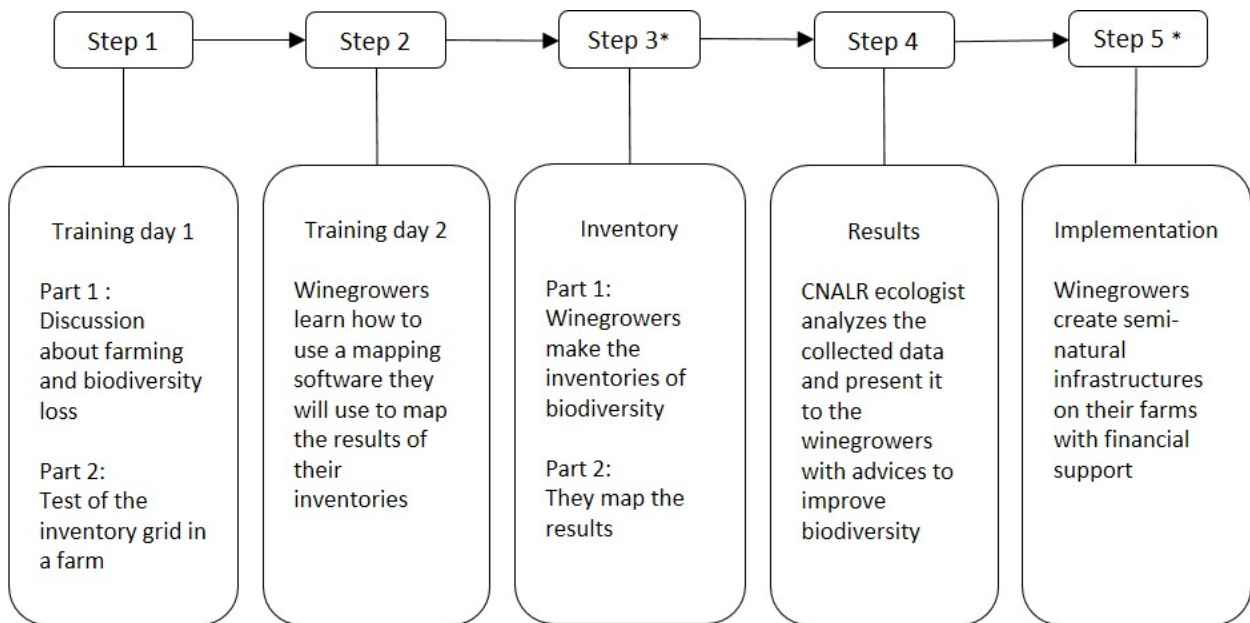 Step 1
Step 2
Step 3*
Step 4
Step 5 *
Training day 1
Part 1 :
Discussion
about farming
and biodiversity
loss
Part 2:
Test of the
inventory grid in
a farm
Training day 2
Winegrowers
learn how to
use a mapping
software they
will use to map
the results of
their
inventories
Inventory
Part 1:
Winegrowers
make the
inventories of
biodiversity
Part 2:
They map the
results
Results
CNALR ecologist
analyzes the
collected data
and present it
to the
winegrowers
with advices to
improve
biodiversity
Implementation
Winegrowers
create semi-
natural
infrastructures
on their farms
with financial
support